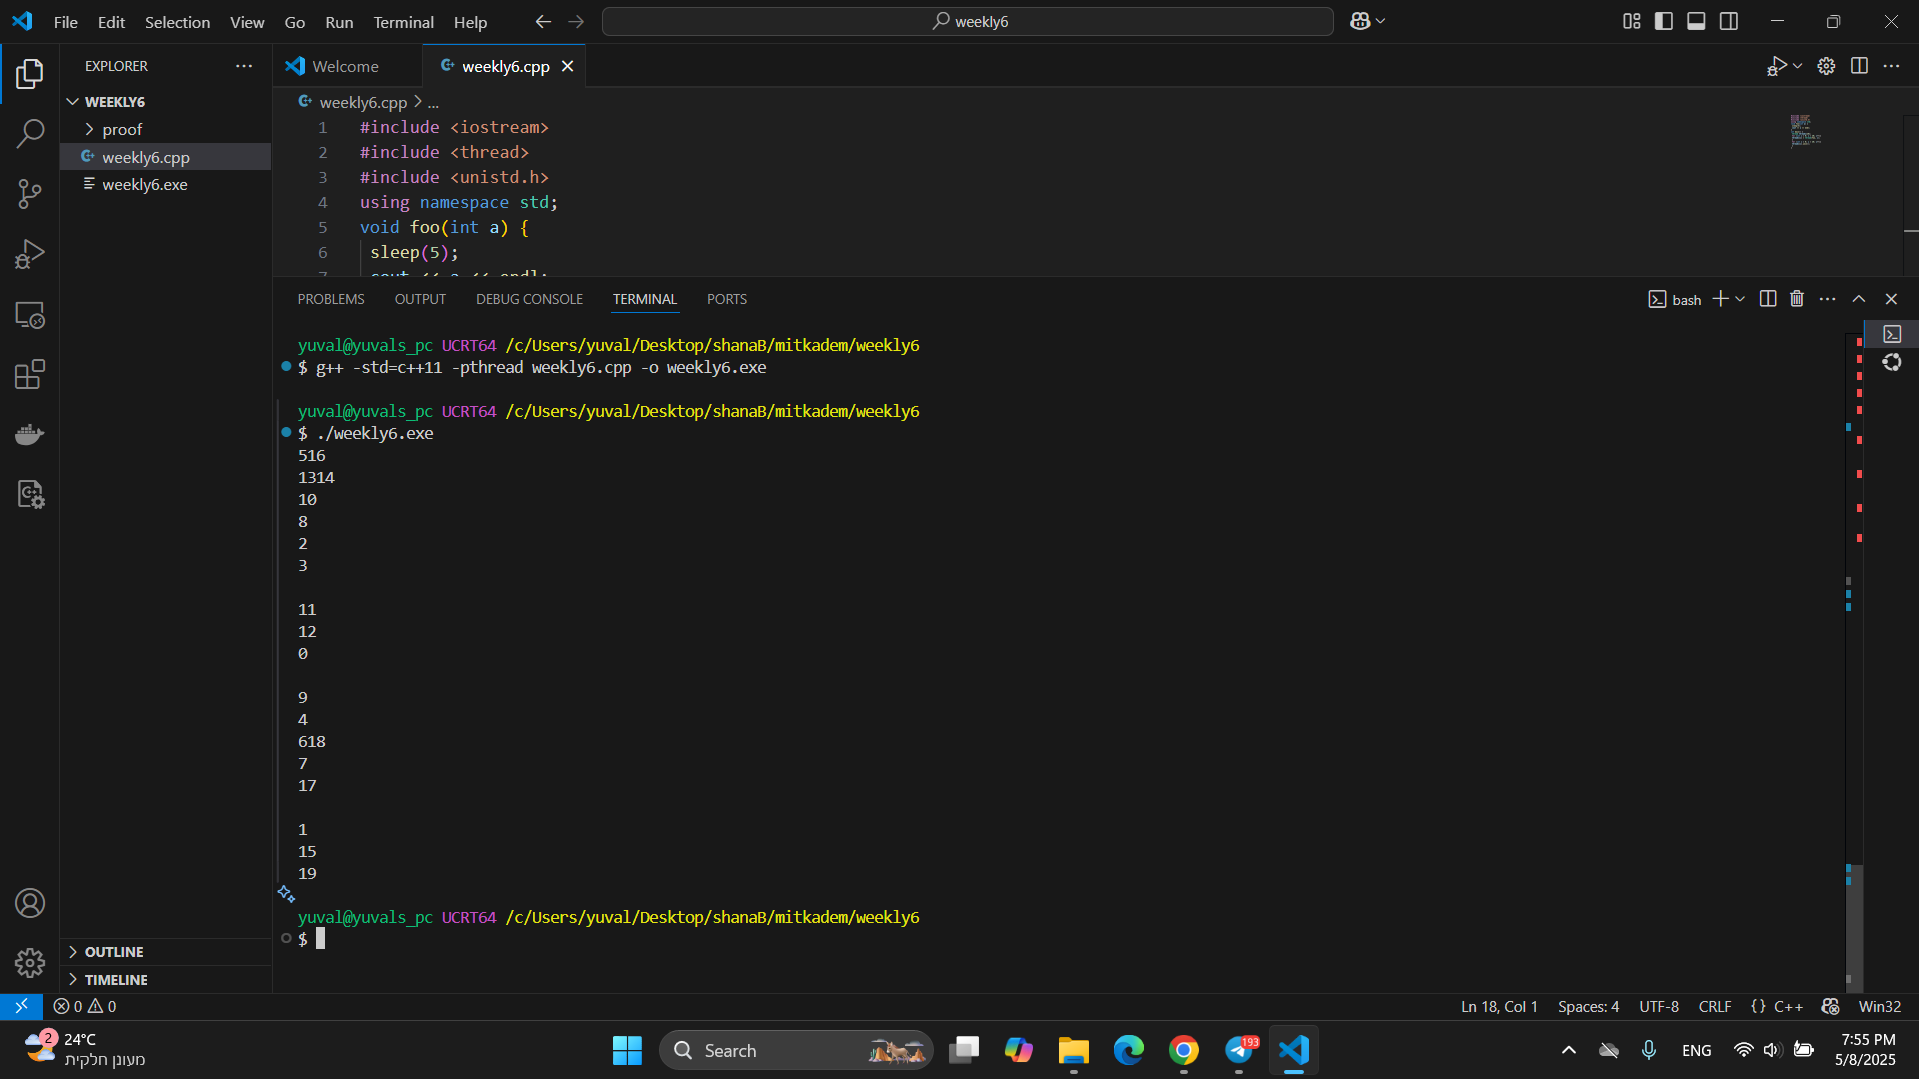 File Edit Selection View Go Run Terminal Help
weekly6
EXPLORER
WEEKLY6
proof
weekly6.cpp
weekly6.exe
OUTLINE
TIMELINE
Welcome
weekly6.cpp
weekly6.cpp > ...
1 #include <iostream>
2 #include <thread>
3 #include <unistd.h>
4 using namespace std;
5 void foo(int a) {
6 sleep(5);
7 cout << a << endl;
PROBLEMS OUTPUT DEBUG CONSOLE TERMINAL PORTS
bash
yuval@yuvals_pc UCRT64 /c/Users/yuval/Desktop/shanaB/mitkadem/weekly6
$ g++ -std=c++11 -pthread weekly6.cpp -o weekly6.exe
yuval@yuvals_pc UCRT64 /c/Users/yuval/Desktop/shanaB/mitkadem/weekly6
$ ./weekly6.exe
516
1314
10
8
2
3
11
12
0
9
4
618
7
17
1
15
19
yuval@yuvals_pc UCRT64 /c/Users/yuval/Desktop/shanaB/mitkadem/weekly6
$
0 0
Ln 18, Col 1 Spaces: 4 UTF-8 CRLF {} C++ Win32
2
24°C
מעונן חלקית
Search
193
ENG
7:55 PM
5/8/2025